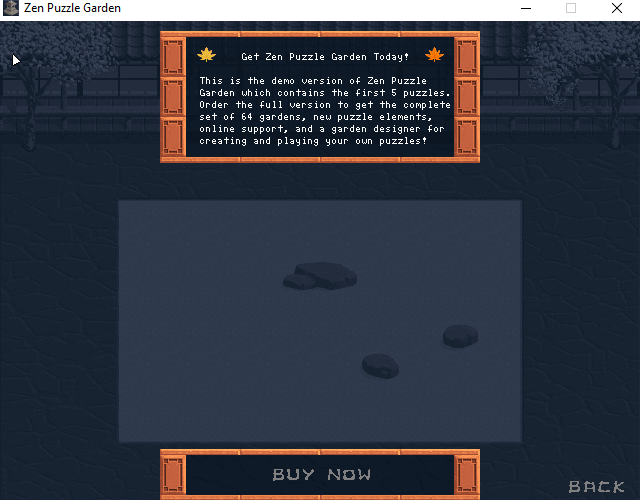 Zen Puzzle Garden
Get Zen Puzzle Garden Today!
This is the demo version of Zen Puzzle
Garden which contains the first 5 puzzles.
Order the full version to get the complete
set of 64 gardens, new puzzle elements,
online support, and a garden designer for
creating and playing your own puzzles!
BUY NOW
BACK